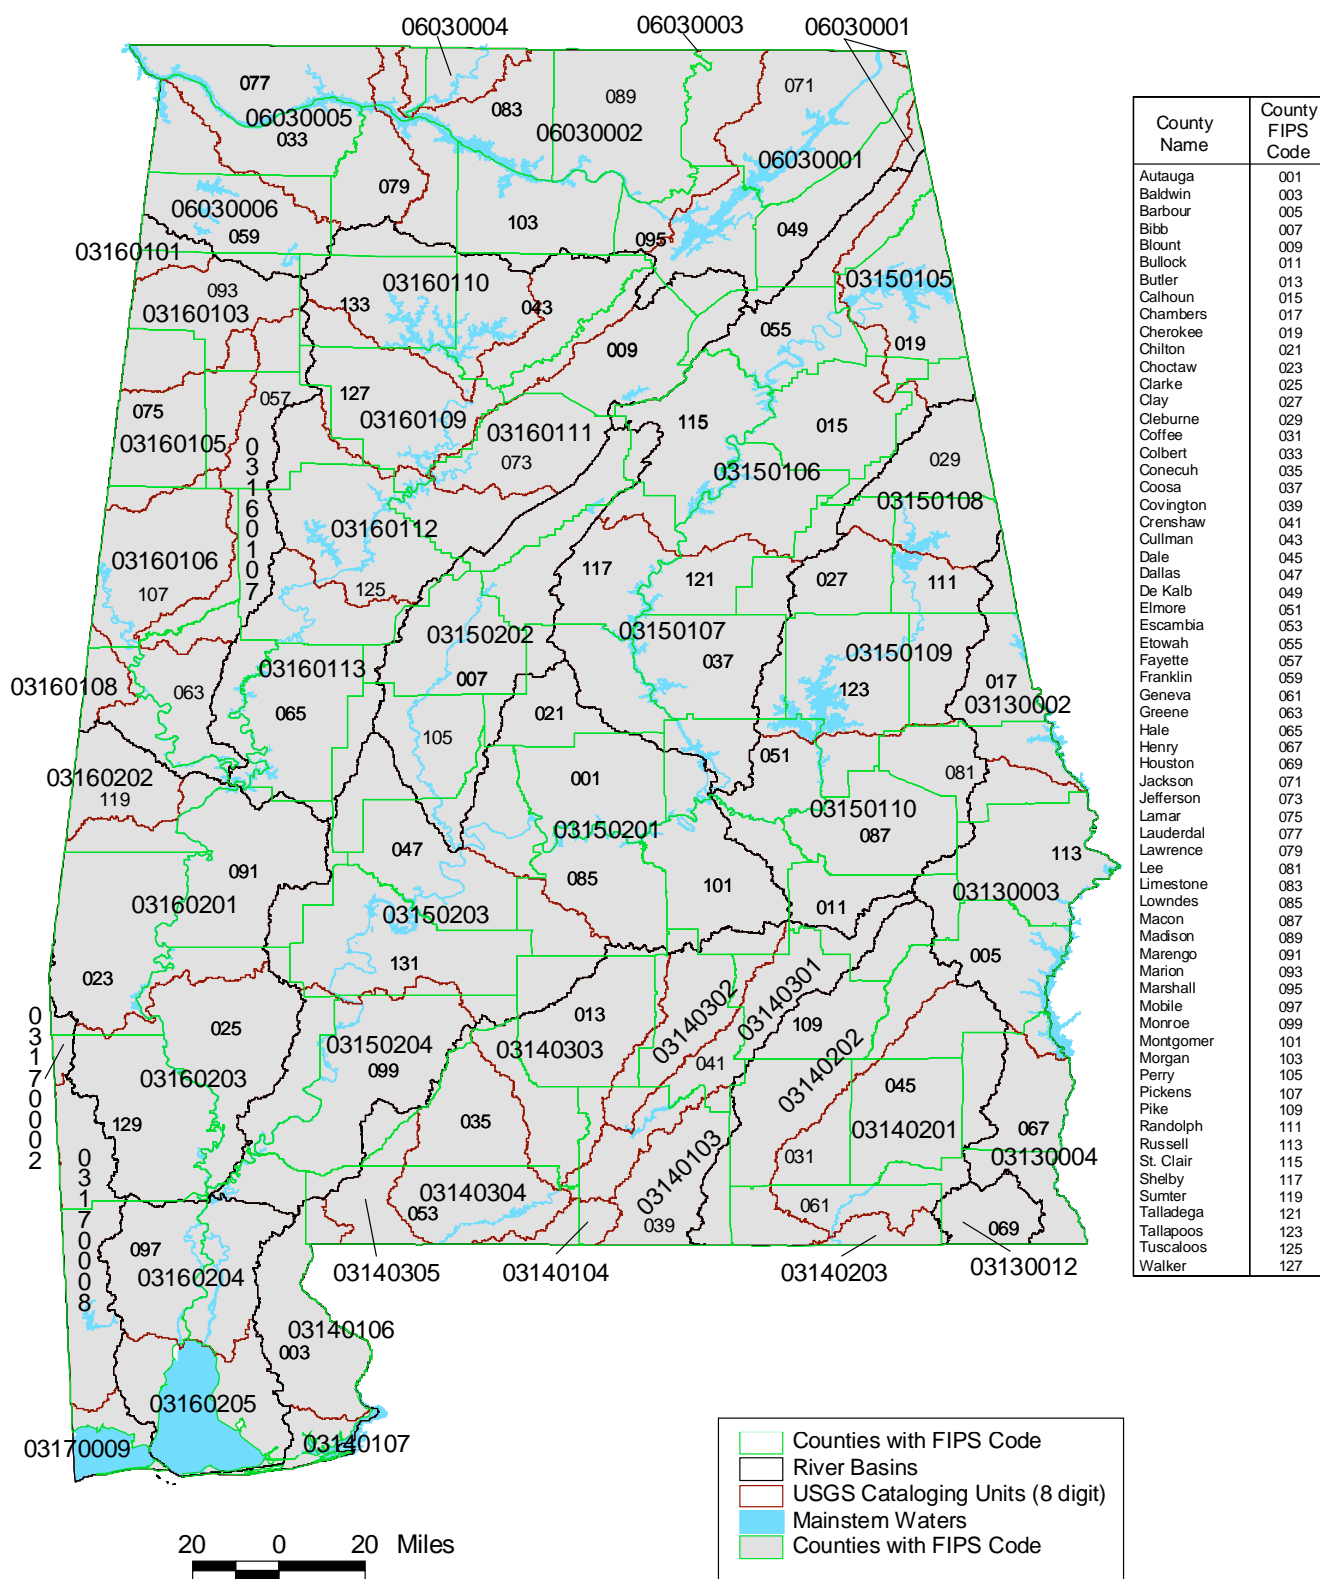 06030004
06030003
06030001
077
083
089
071
06030005
033
06030002
06030001
079
06030006
059
103
095
049
03160101
093
03160103
133
03160110
043
03150105
055
019
009
057
127
03160109
075
03160105
03160111
073
115
015
03150106
029
03150108
03160107
03160112
03160106
107
125
117
121
027
111
03150202
007
03150107
037
03150109
123
017
03130002
03160108
063
03160113
065
105
021
051
081
001
03160202
119
03150110
087
03150201
047
085
101
113
091
03160201
03150203
131
011
03130003
005
023
025
013
03140302
03140301
109
03140202
03150204
099
03140303
041
045
03140201
067
03130004
03170002
03160203
129
035
031
03140103
03140304
053
039
061
069
03170008
097
03160204
03140305
03140104
03140203
03130012
03140106
003
03160205
03170009
03140107
County Name
County FIPS Code
Autauga 001
Baldwin 003
Barbour 005
Bibb 007
Blount 009
Bullock 011
Butler 013
Calhoun 015
Chambers 017
Cherokee 019
Chilton 021
Choctaw 023
Clarke 025
Clay 027
Cleburne 029
Coffee 031
Colbert 033
Conecuh 035
Coosa 037
Covington 039
Crenshaw 041
Cullman 043
Dale 045
Dallas 047
De Kalb 049
Elmore 051
Escambia 053
Etowah 055
Fayette 057
Franklin 059
Geneva 061
Greene 063
Hale 065
Henry 067
Houston 069
Jackson 071
Jefferson 073
Lamar 075
Lauderdal 077
Lawrence 079
Lee 081
Limestone 083
Lowndes 085
Macon 087
Madison 089
Marengo 091
Marion 093
Marshall 095
Mobile 097
Monroe 099
Montgomer 101
Morgan 103
Perry 105
Pickens 107
Pike 109
Randolph 111
Russell 113
St. Clair 115
Shelby 117
Sumter 119
Talladega 121
Tallapoos 123
Tuscaloos 125
Walker 127
Counties with FIPS Code
River Basins
USGS Cataloging Units (8 digit)
Mainstem Waters
Counties with FIPS Code
20 0 20 Miles